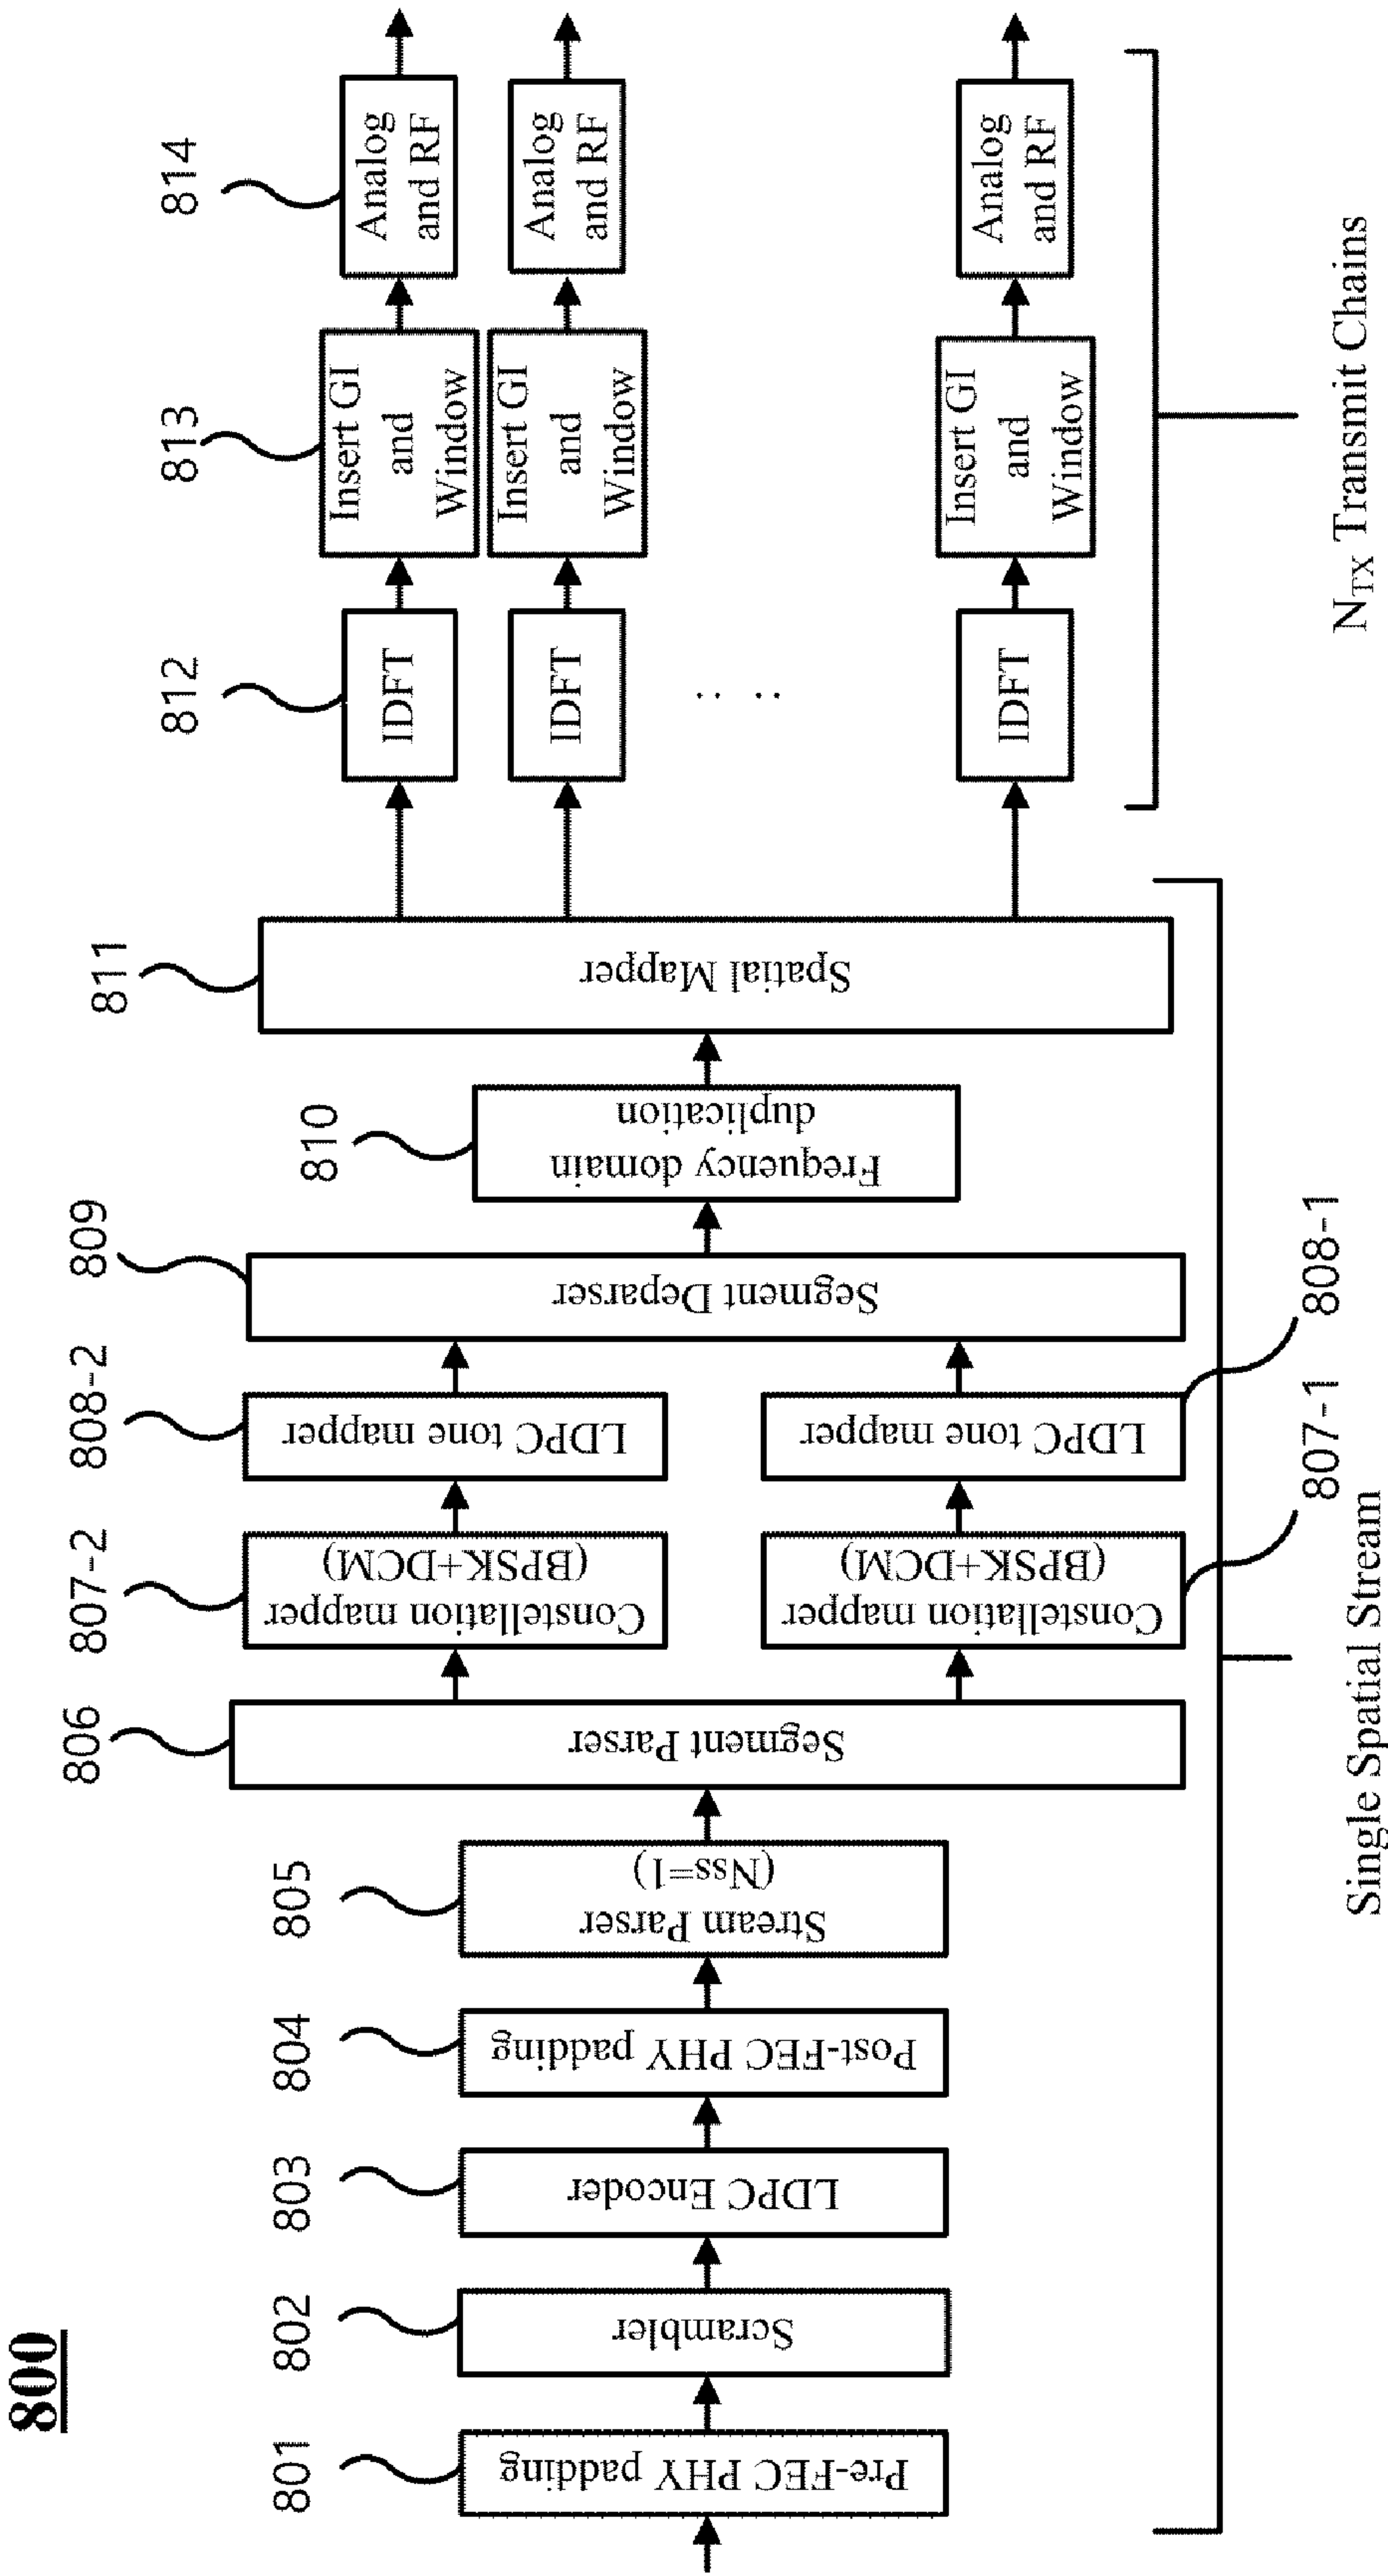 800
801
802
803
804
805
806
807-2
808-2
809
810
811
812
813
814
Pre-FEC PHY padding
Scrambler
LDPC Encoder
Post-FEC PHY padding
Stream Parser
(Nss=1)
Segment Parser
Constellation mapper
(BPSK+DCM)
LDPC tone mapper
Constellation mapper
(BPSK+DCM)
LDPC tone mapper
Segment Deparser
Frequency domain
duplication
Spatial Mapper
IDFT
Insert GI
and
Window
Analog
and RF
IDFT
Insert GI
and
Window
Analog
and RF
. . . .
IDFT
Insert GI
and
Window
Analog
and RF
807-1
808-1
Single Spatial Stream
NTX Transmit Chains